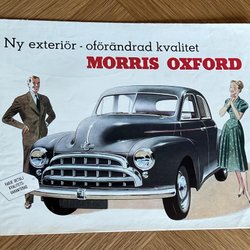 Ny exteriör - oförändrad kvalitet
MORRIS OXFORD